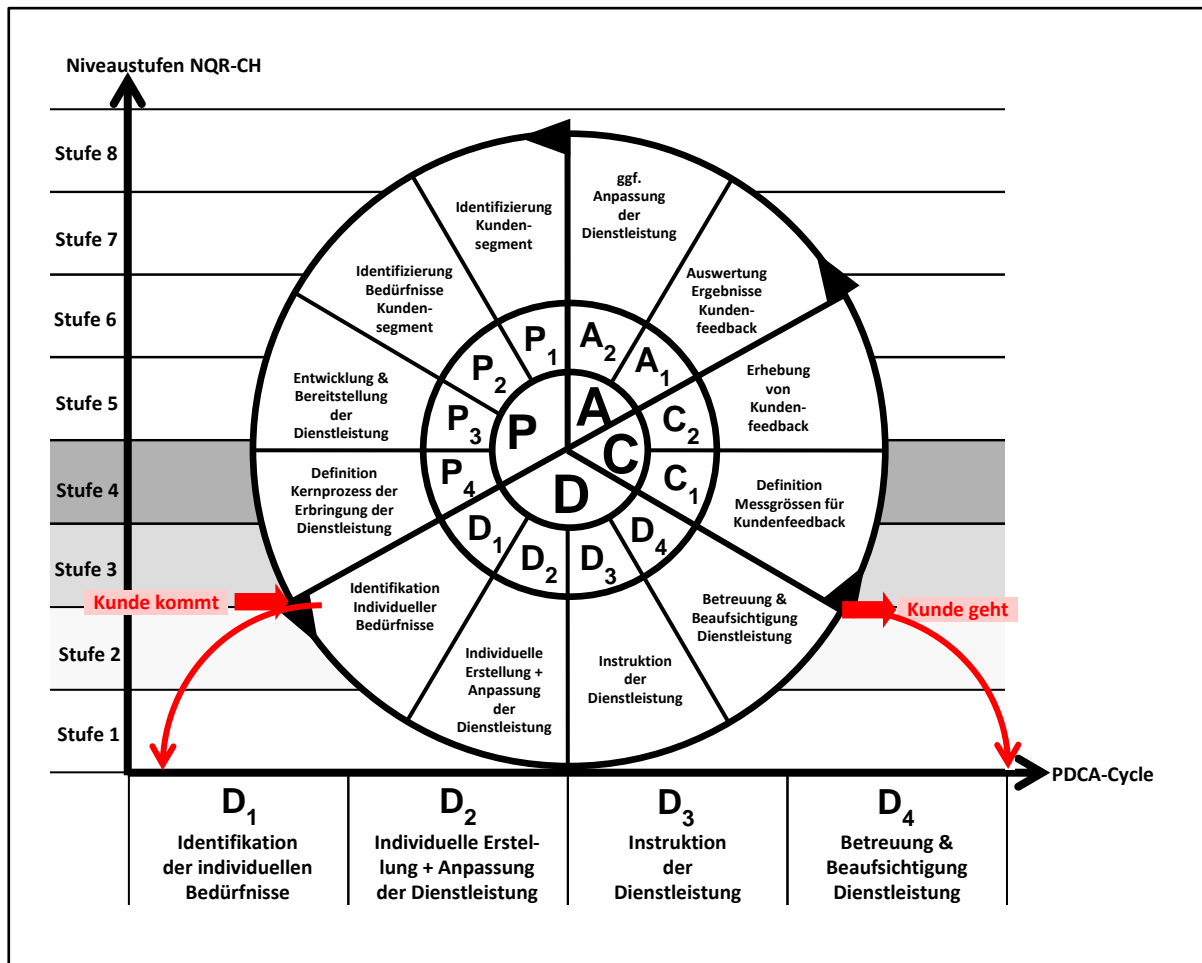 Niveaustufen NQR-CH
Stufe 8
Stufe 7
Stufe 6
Stufe 5
Stufe 4
Stufe 3
Stufe 2
Stufe 1
Identifizierung
Kunden-
segment
ggf.
Anpassung
der
Dienstleistung
Identifizierung
Bedürfnisse
Kunden-
segment
Auswertung
Ergebnisse
Kunden-
feedback
Entwicklung &
Bereitstellung
der
Dienstleistung
Erhebung
von
Kunden-
feedback
Definition
Kernprozess der
Erbringung der
Dienstleistung
Definition
Messgrössen für
Kundenfeedback
P1
A2
P2
A1
P3
C2
P4
C1
D1
D2
D3
D4
P
A
C
D
Kunde kommt
Identifikation
Individueller
Bedürfnisse
Betreuung &
Beaufsichtigung
Dienstleistung
Kunde geht
Individuelle
Erstellung +
Anpassung
der
Dienstleistung
Instruktion
der
Dienstleistung
PDCA-Cycle
D1
Identifikation
der individuellen
Bedürfnisse
D2
Individuelle Erstel-
lung + Anpassung
der Dienstleistung
D3
Instruktion
der
Dienstleistung
D4
Betreuung &
Beaufsichtigung
Dienstleistung